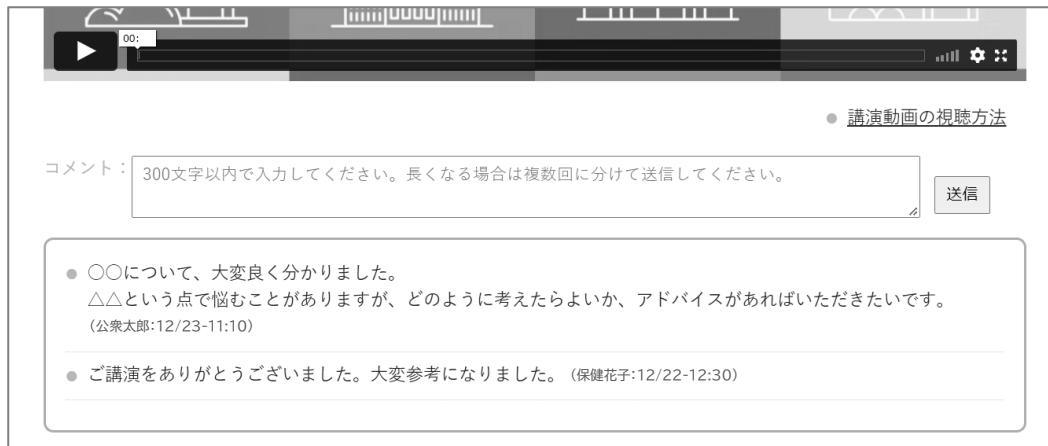 00:
講演動画の視聴方法
コメント：
300文字以内で入力してください。長くなる場合は複数回に分けて送信してください。
送信
○○について、大変良く分かりました。
△△という点で悩むことがありますが、どのように考えたらよいか、アドバイスがあればいただきたいです。
（公衆太郎:12/23-11:10）
ご講演をありがとうございました。大変参考になりました。（保健花子:12/22-12:30）